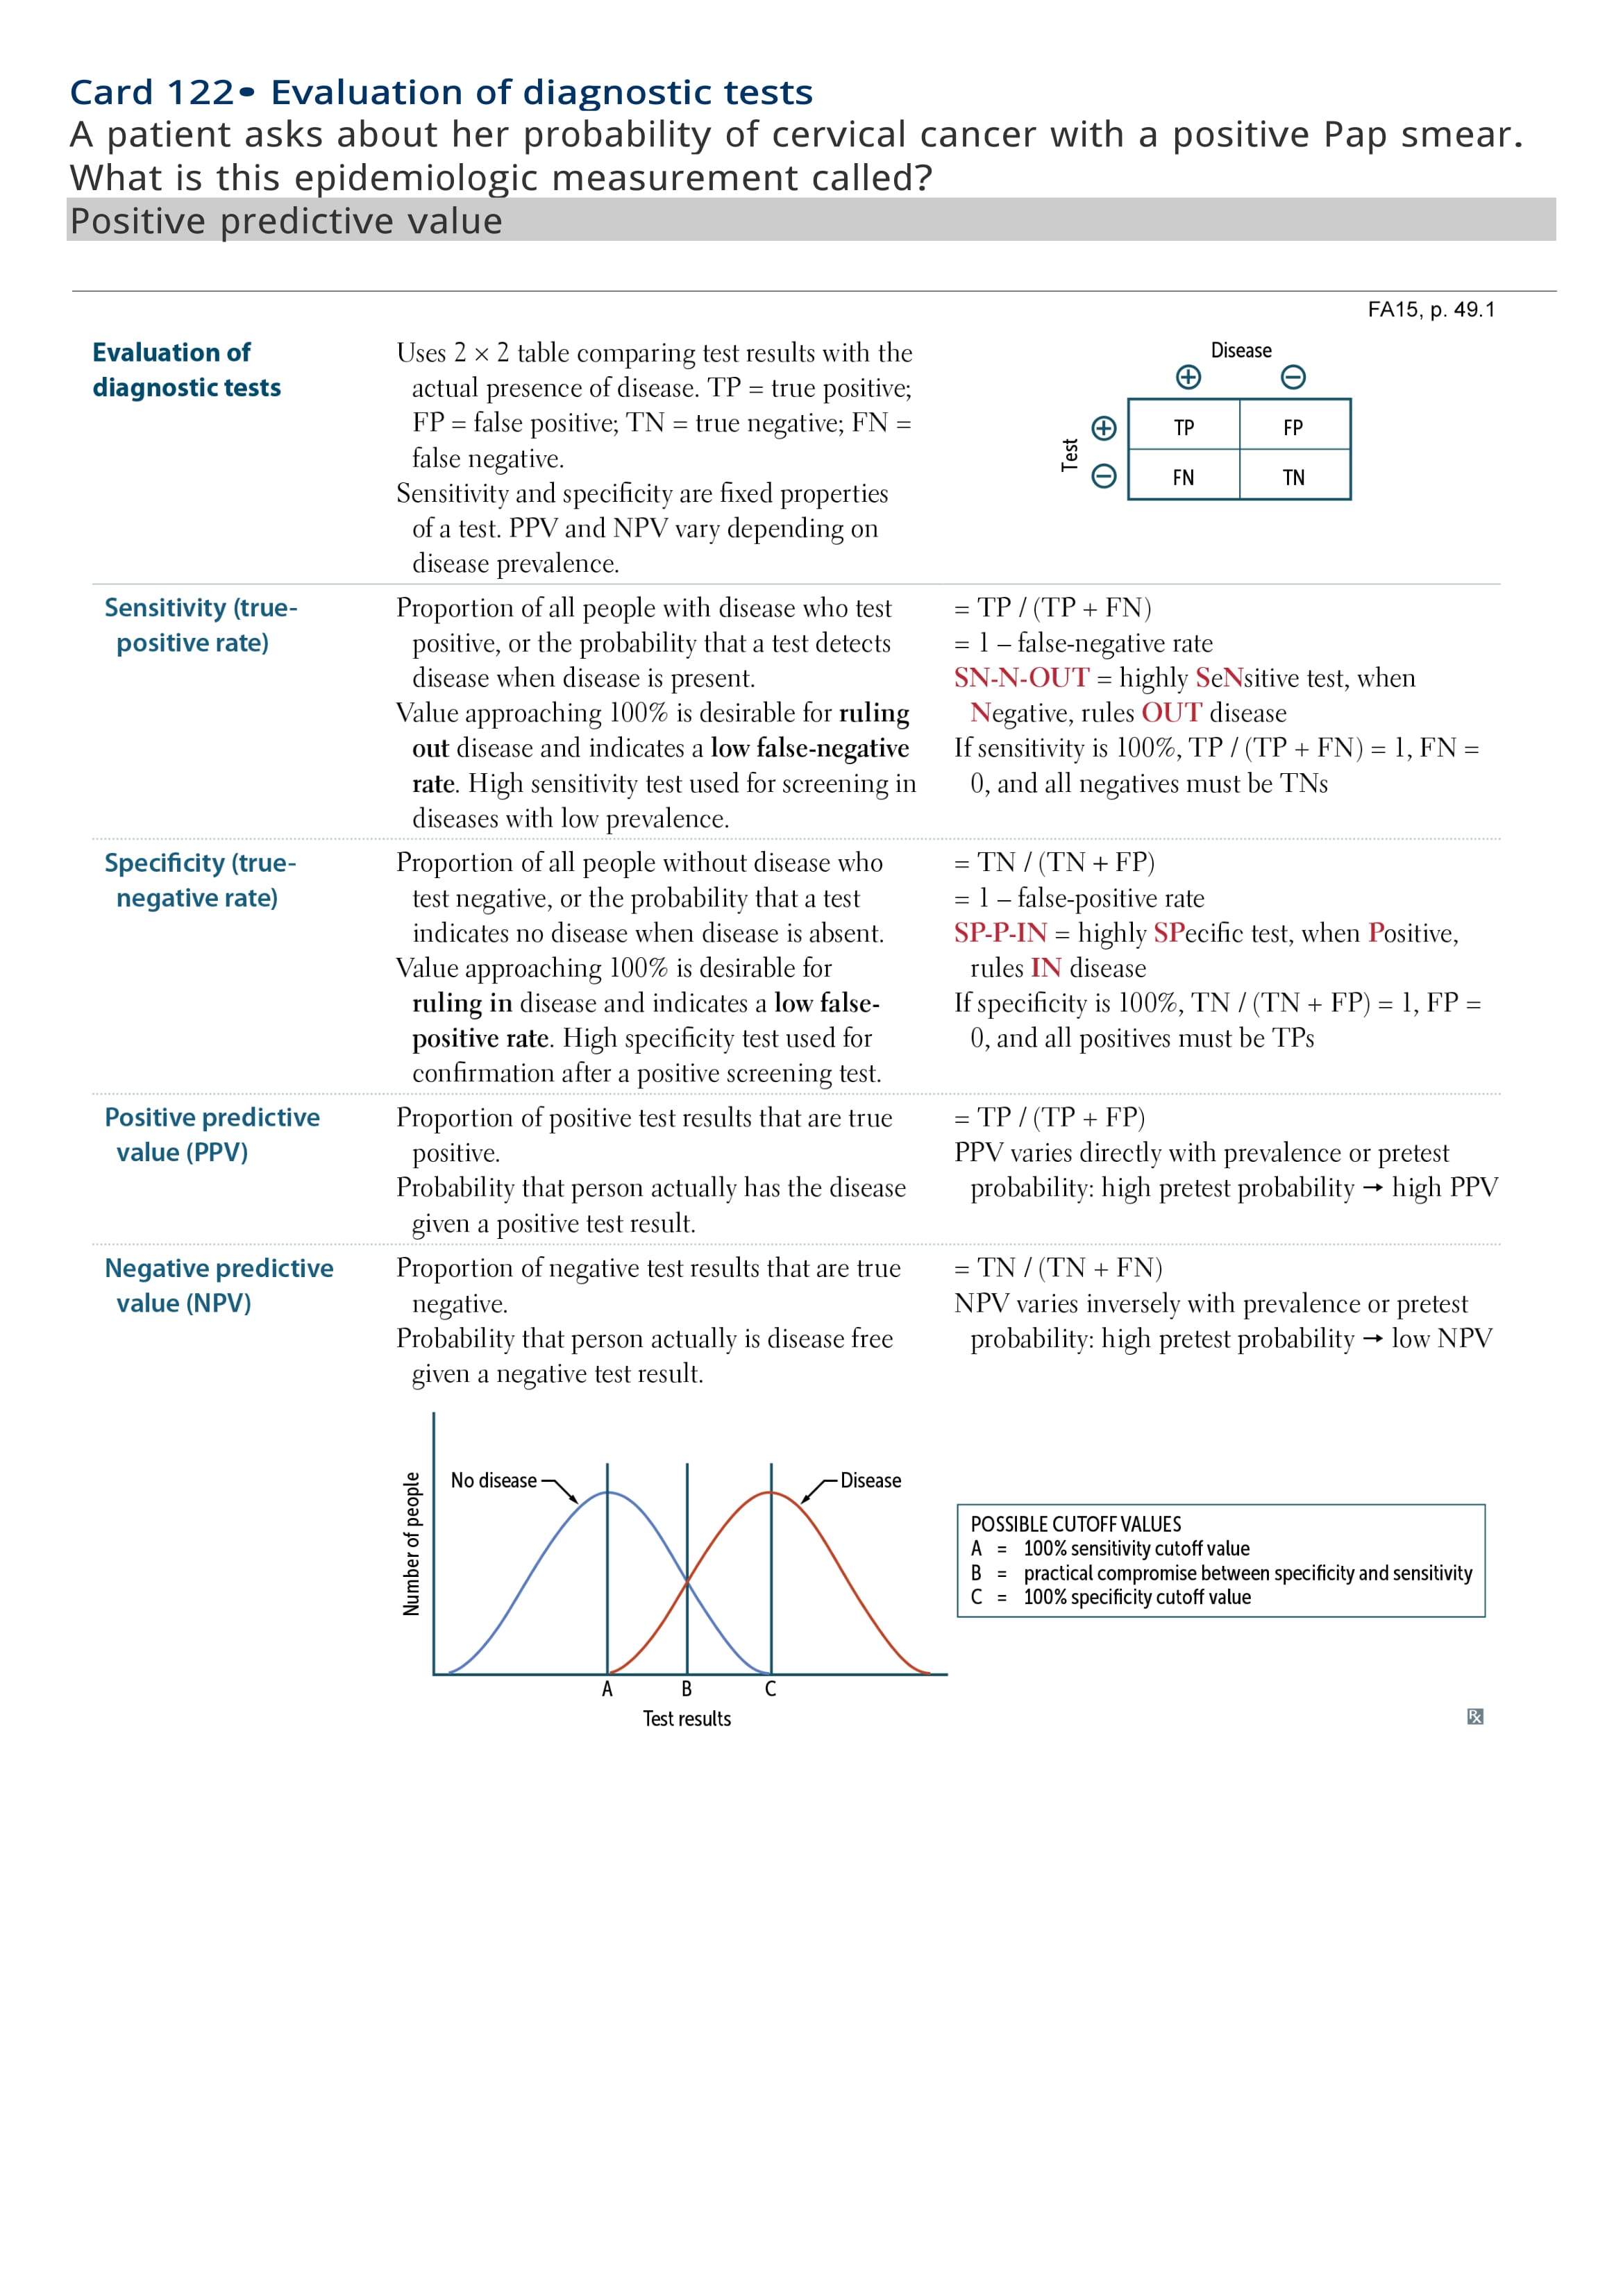 Card 122• Evaluation of diagnostic tests
A patient asks about her probability of cervical cancer with a positive Pap smear.
What is this epidemiologic measurement called?
Positive predictive value
FA15, p. 49.1
Evaluation of
diagnostic tests
Uses 2 × 2 table comparing test results with the
actual presence of disease. TP = true positive;
FP = false positive; TN = true negative; FN =
false negative.
Sensitivity and specificity are fixed properties
of a test. PPV and NPV vary depending on
disease prevalence.
Disease
⊕ ⊖
Test
⊕ TP FP
⊖ FN TN
Sensitivity (true-
positive rate)
Proportion of all people with disease who test
positive, or the probability that a test detects
disease when disease is present.
Value approaching 100% is desirable for ruling
out disease and indicates a low false-negative
rate. High sensitivity test used for screening in
diseases with low prevalence.
= TP / (TP + FN)
= 1 – false-negative rate
SN-N-OUT = highly SeNsitive test, when
Negative, rules OUT disease
If sensitivity is 100%, TP / (TP + FN) = 1, FN =
0, and all negatives must be TNs
Specificity (true-
negative rate)
Proportion of all people without disease who
test negative, or the probability that a test
indicates no disease when disease is absent.
Value approaching 100% is desirable for
ruling in disease and indicates a low false-
positive rate. High specificity test used for
confirmation after a positive screening test.
= TN / (TN + FP)
= 1 – false-positive rate
SP-P-IN = highly SPecific test, when Positive,
rules IN disease
If specificity is 100%, TN / (TN + FP) = 1, FP =
0, and all positives must be TPs
Positive predictive
value (PPV)
Proportion of positive test results that are true
positive.
Probability that person actually has the disease
given a positive test result.
= TP / (TP + FP)
PPV varies directly with prevalence or pretest
probability: high pretest probability → high PPV
Negative predictive
value (NPV)
Proportion of negative test results that are true
negative.
Probability that person actually is disease free
given a negative test result.
= TN / (TN + FN)
NPV varies inversely with prevalence or pretest
probability: high pretest probability → low NPV
Number of people
No disease
Disease
A B C
Test results
POSSIBLE CUTOFF VALUES
A = 100% sensitivity cutoff value
B = practical compromise between specificity and sensitivity
C = 100% specificity cutoff value
Rx